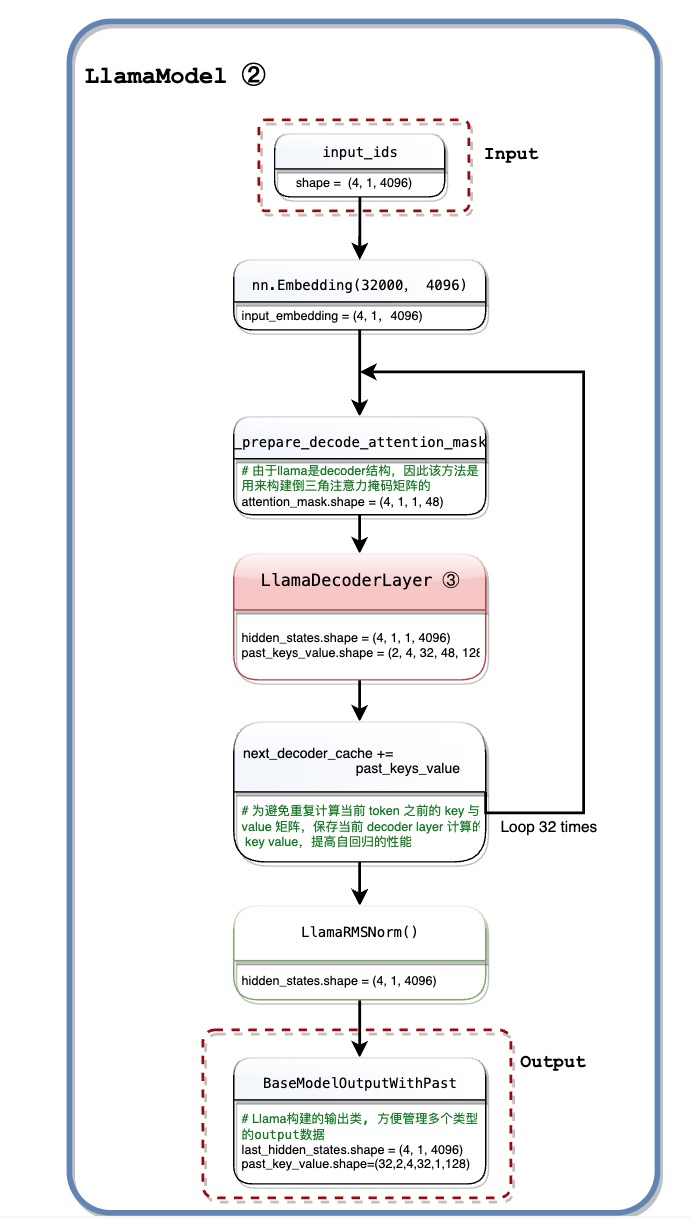 LlamaModel ②
input_ids
Input
shape = (4, 1, 4096)
nn.Embedding(32000, 4096)
input_embedding = (4, 1, 4096)
_prepare_decode_attention_mask
# 由于llama是decoder结构，因此该方法是
用来构建倒三角注意力掩码矩阵的
attention_mask.shape = (4, 1, 1, 48)
LlamaDecoderLayer ③
hidden_states.shape = (4, 1, 1, 4096)
past_keys_value.shape = (2, 4, 32, 48, 128
next_decoder_cache +=
past_keys_value
# 为避免重复计算当前 token 之前的 key 与
value 矩阵，保存当前 decoder layer 计算的
key value，提高自回归的性能
Loop 32 times
LlamaRMSNorm()
hidden_states.shape = (4, 1, 4096)
Output
BaseModelOutputWithPast
# Llama构建的输出类，方便管理多个类型
的output数据
last_hidden_states.shape = (4, 1, 4096)
past_key_value.shape=(32,2,4,32,1,128)